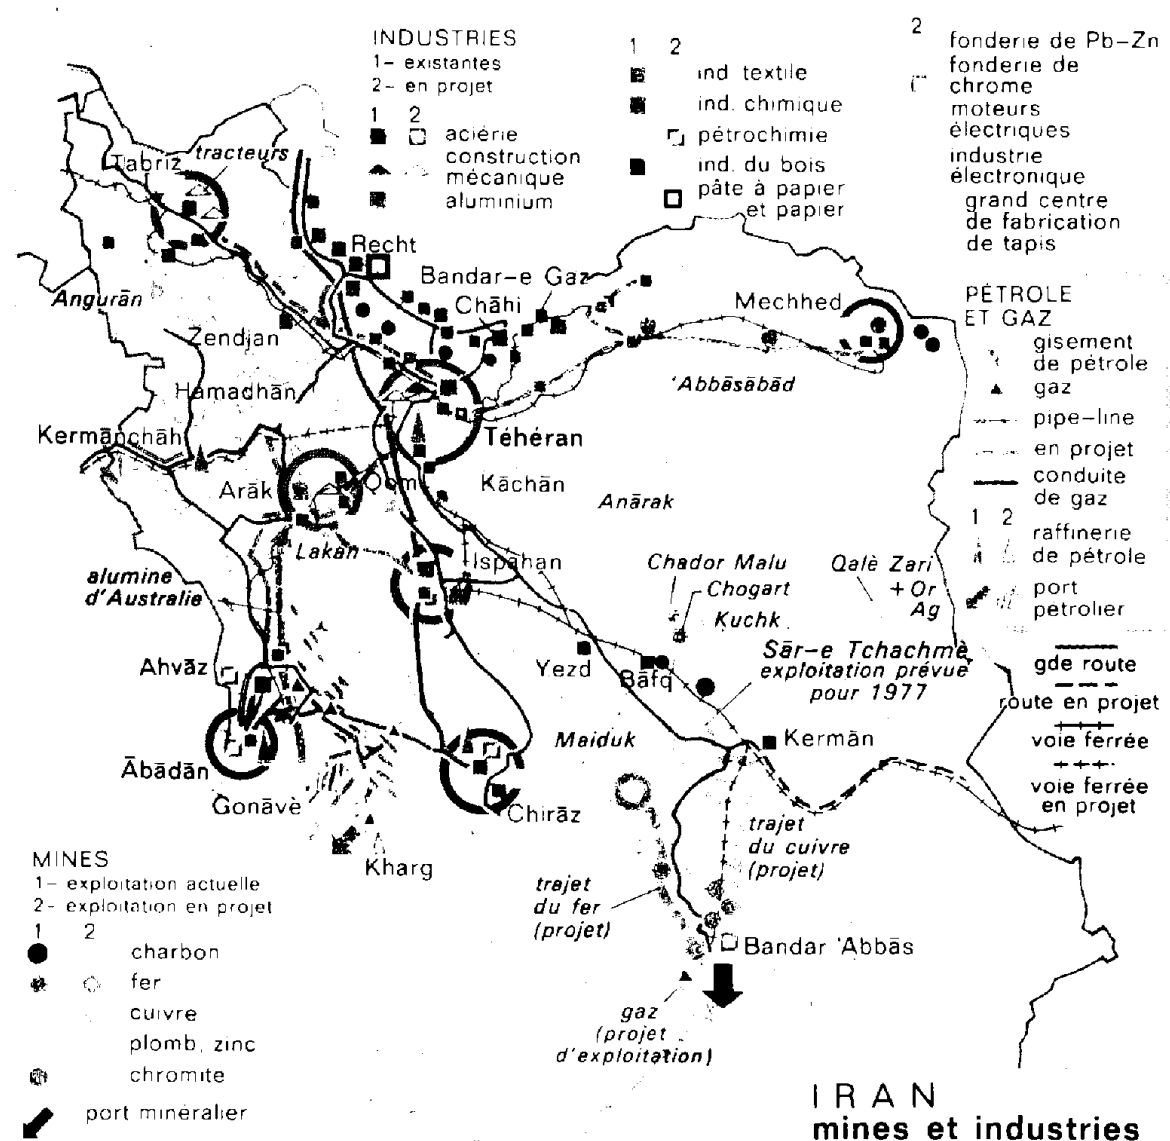 INDUSTRIES
1- existantes
2- en projet
1 2
aciérie
construction
mécanique
aluminium
1 2
ind textile
ind. chimique
pétrochimie
ind. du bois
pâte à papier
et papier
2
fonderie de Pb-Zn
fonderie de
chrome
moteurs
électriques
industrie
électronique
grand centre
de fabrication
de tapis
PÉTROLE
ET GAZ
gisement
de pétrole
gaz
pipe-line
en projet
conduite
de gaz
1 2
raffinerie
de pétrole
port
pétrolier
gde route
route en projet
voie ferrée
voie ferrée
en projet
Tabriz
tracteurs
Recht
Bandar-e Gaz
Chāhi
Mechhed
Angurān
Zendjan
Hamadhān
'Abbāsābād
Kermānchāh
Téhéran
Arāk
Qom
Kāchān
Anārak
Lakan
Ispahan
alumine
d'Australie
Chador Malu
Chogart
Kuchk
Qalè Zari
+ Or
Ag
Ahvāz
Yezd
Bāfq
Sār-e Tchachmè
exploitation prévue
pour 1977
Ābādān
Maiduk
Kermān
Gonāvè
Chirāz
Kharg
trajet
du cuivre
(projet)
trajet
du fer
(projet)
Bandar 'Abbās
gaz
(projet
d'exploitation)
MINES
1- exploitation actuelle
2- exploitation en projet
1 2
charbon
fer
cuivre
plomb, zinc
chromite
port minéralier
IRAN
mines et industries